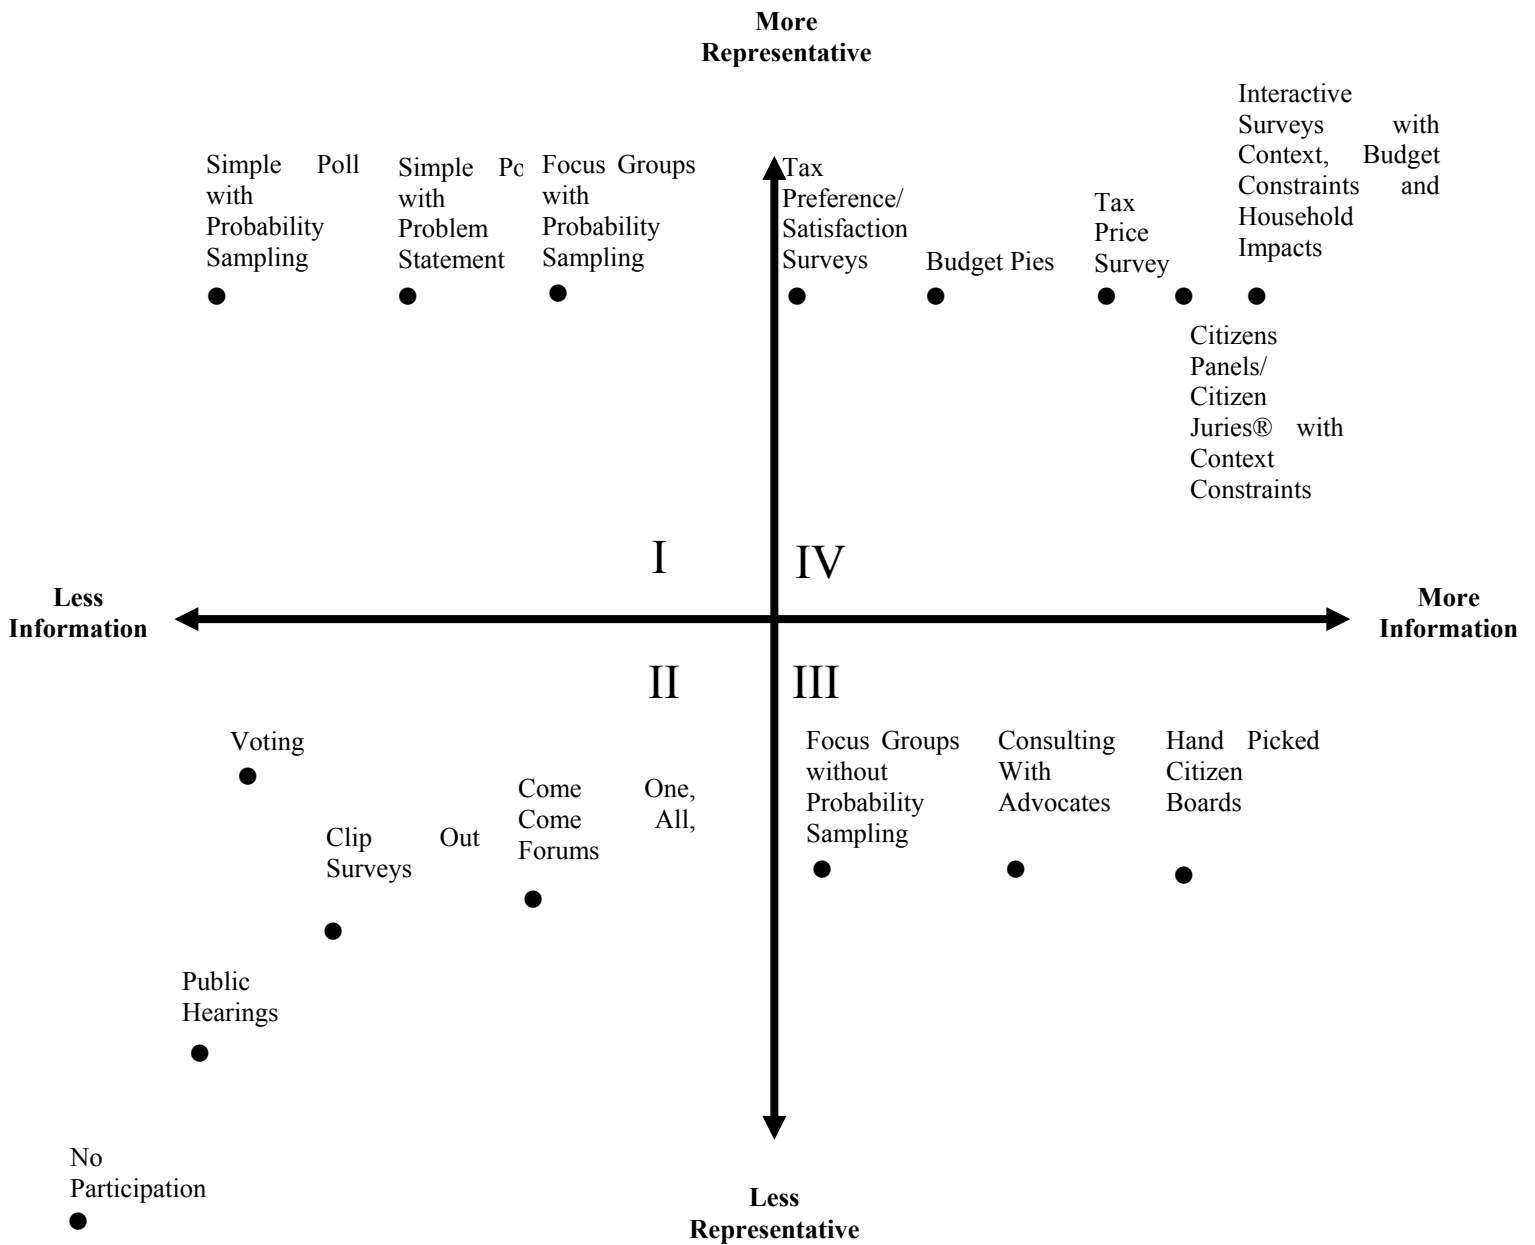 More
Representative
Interactive
Surveys with
Context, Budget
Constraints and
Household
Impacts
Simple Poll
with
Probability
Sampling
Simple Po
with
Problem
Statement
Focus Groups
with
Probability
Sampling
Tax
Preference/
Satisfaction
Surveys
Budget Pies
Tax
Price
Survey
Citizens
Panels/
Citizen
Juries® with
Context
Constraints
I
IV
Less
Information
More
Information
II
III
Voting
Clip Out
Surveys
Come One,
Come All,
Forums
Focus Groups
without
Probability
Sampling
Consulting
With
Advocates
Hand Picked
Citizen
Boards
Public
Hearings
No
Participation
Less
Representative